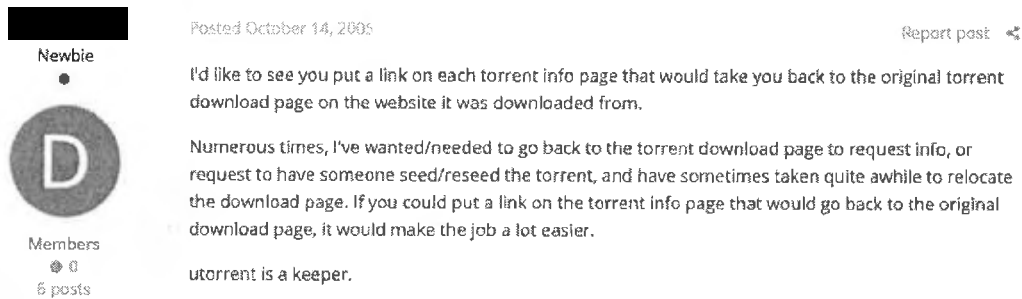 Newbie
D
Members
0
6 posts
Posted October 14, 2005
Report post
I'd like to see you put a link on each torrent info page that would take you back to the original torrent
download page on the website it was downloaded from.
Numerous times, I've wanted/needed to go back to the torrent download page to request info, or
request to have someone seed/reseed the torrent, and have sometimes taken quite awhile to relocate
the download page. If you could put a link on the torrent info page that would go back to the original
download page, it would make the job a lot easier.
utorrent is a keeper.